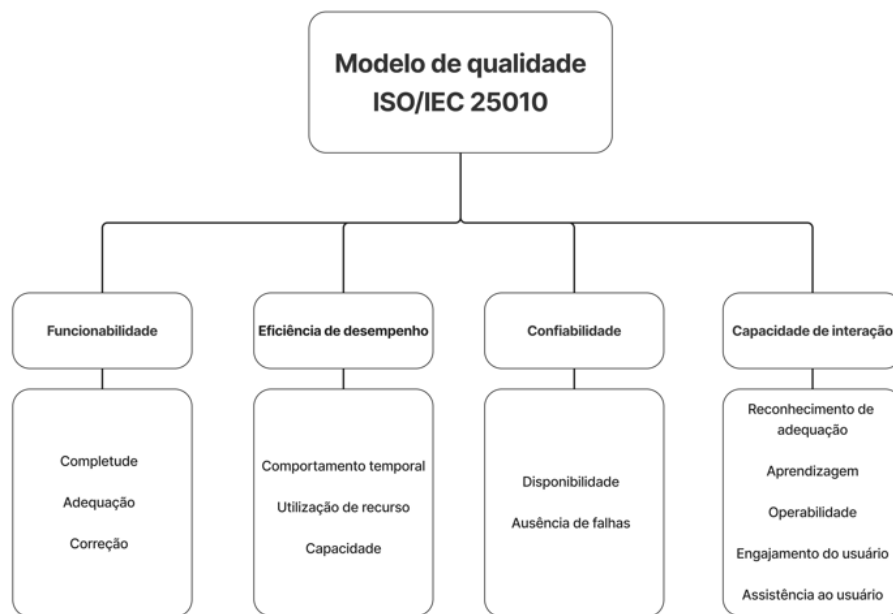 Modelo de qualidade
ISO/IEC 25010
Funcionabilidade
Eficiência de desempenho
Confiabilidade
Capacidade de interação
Completude
Adequação
Correção
Comportamento temporal
Utilização de recurso
Capacidade
Disponibilidade
Ausência de falhas
Reconhecimento de
adequação
Aprendizagem
Operabilidade
Engajamento do usuário
Assistência ao usuário